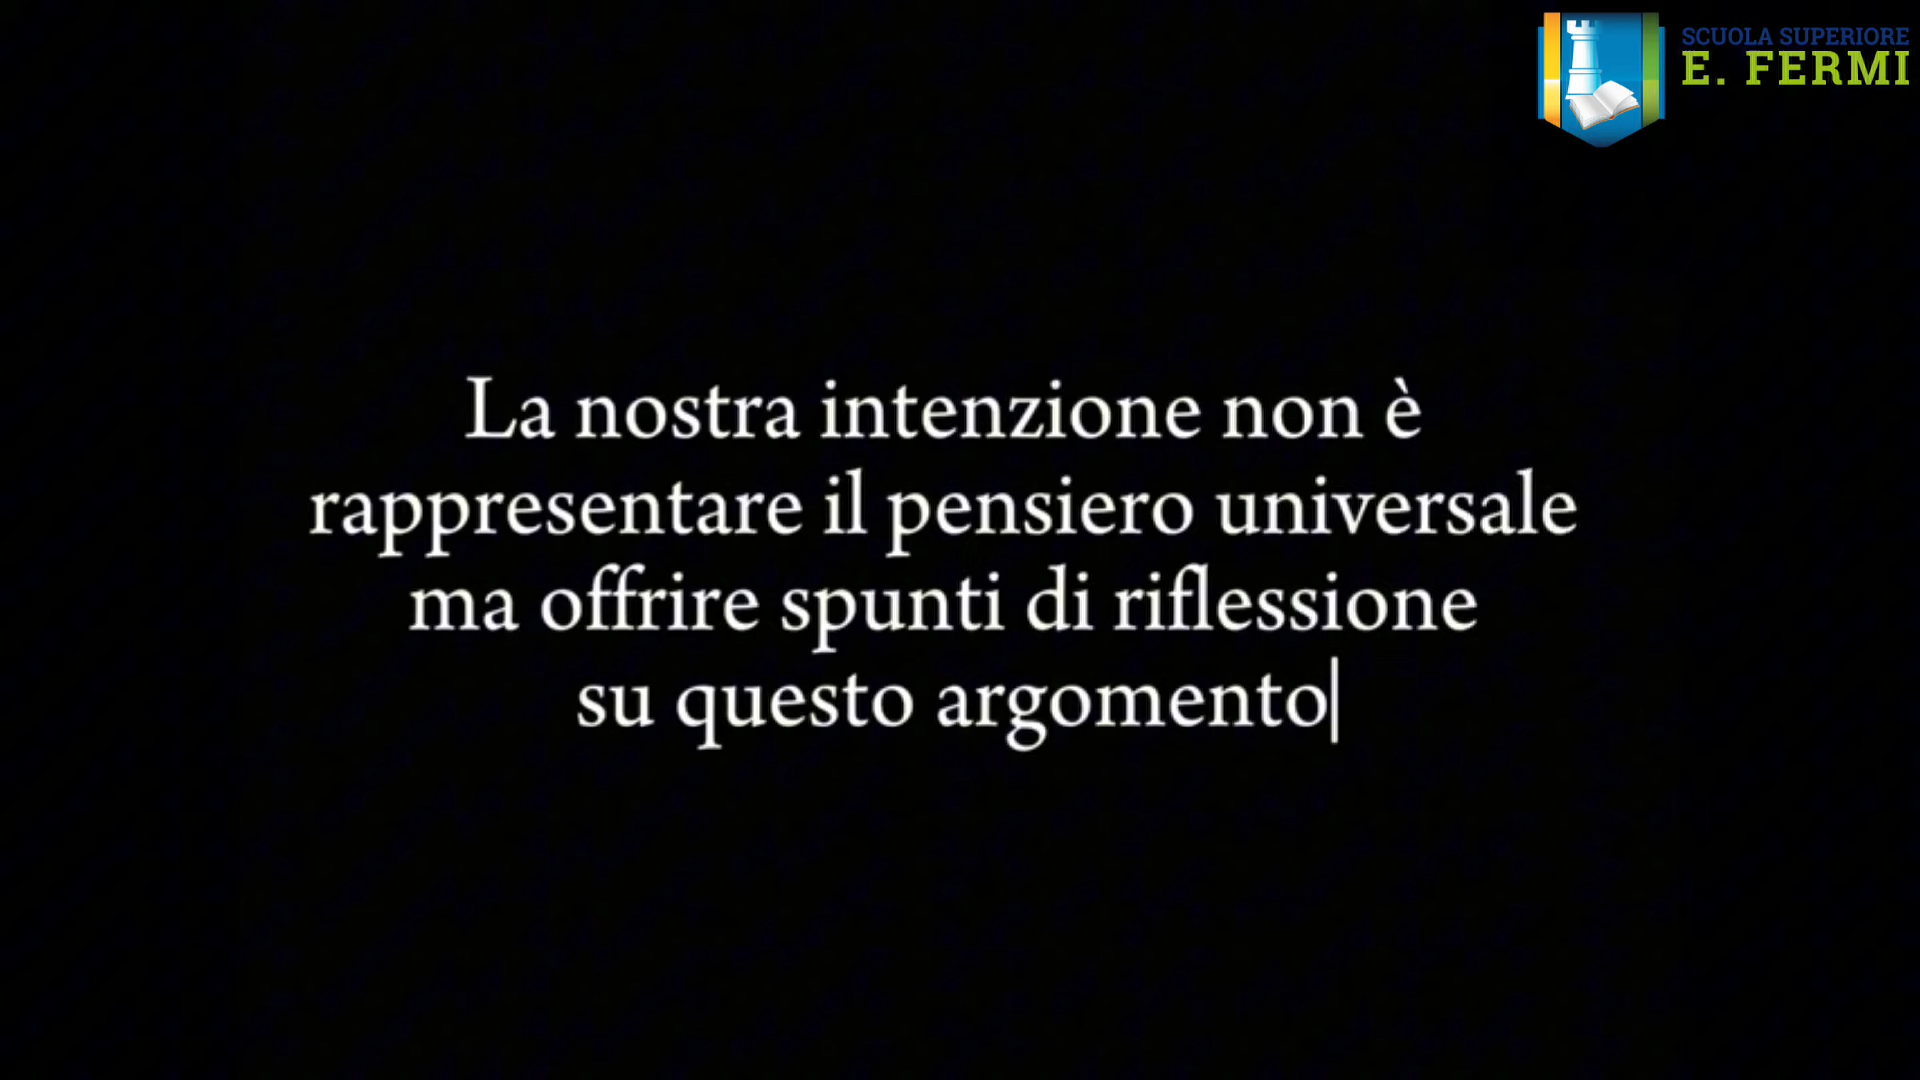 SCUOLA SUPERIORE
E. FERMI
La nostra intenzione non è
rappresentare il pensiero universale
ma offrire spunti di riflessione
su questo argomento